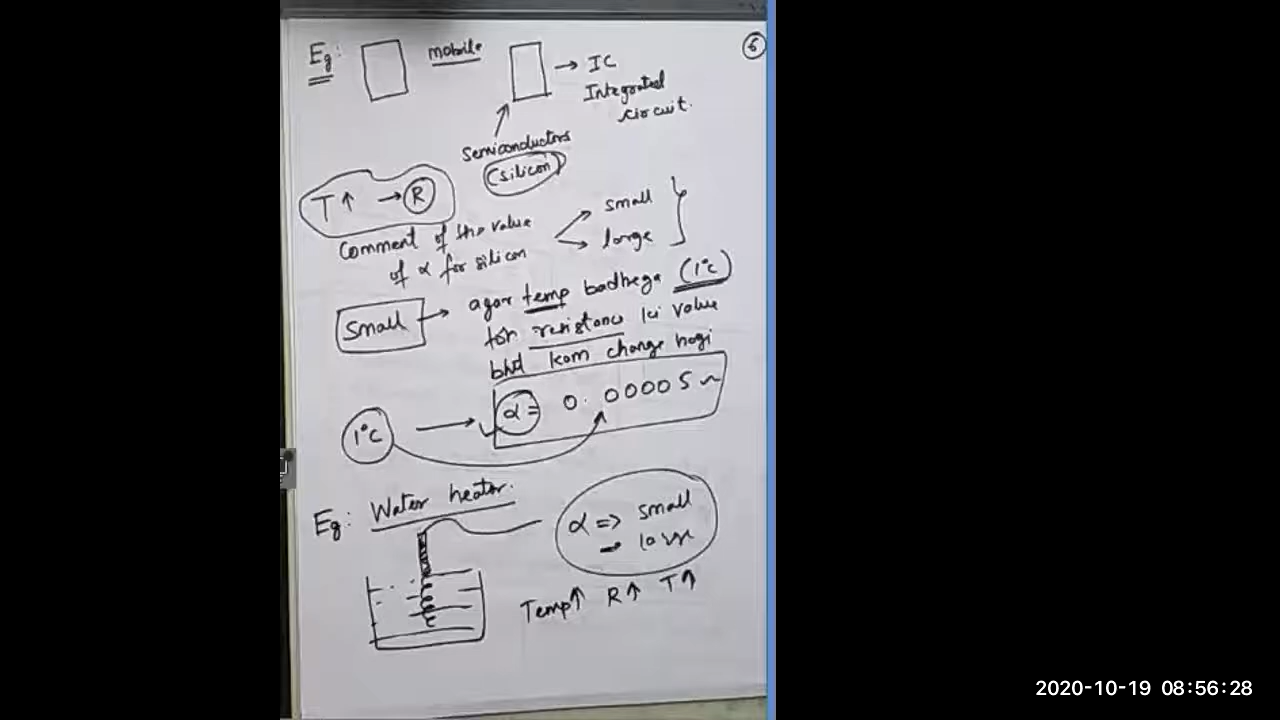 6
Eg: mobile → IC
Integrated
circuit.
Semiconductors
(silicon)
T↑ → R
Comment of the value
of α for silicon
small
large
Small → agar temp badhega (1°C)
toh resistance ki value
bht kam change hogi
1°C → α = 0.00005
Eg: Water heater.
α => small
→ large
Temp↑ R↑ T↑
2020-10-19 08:56:28